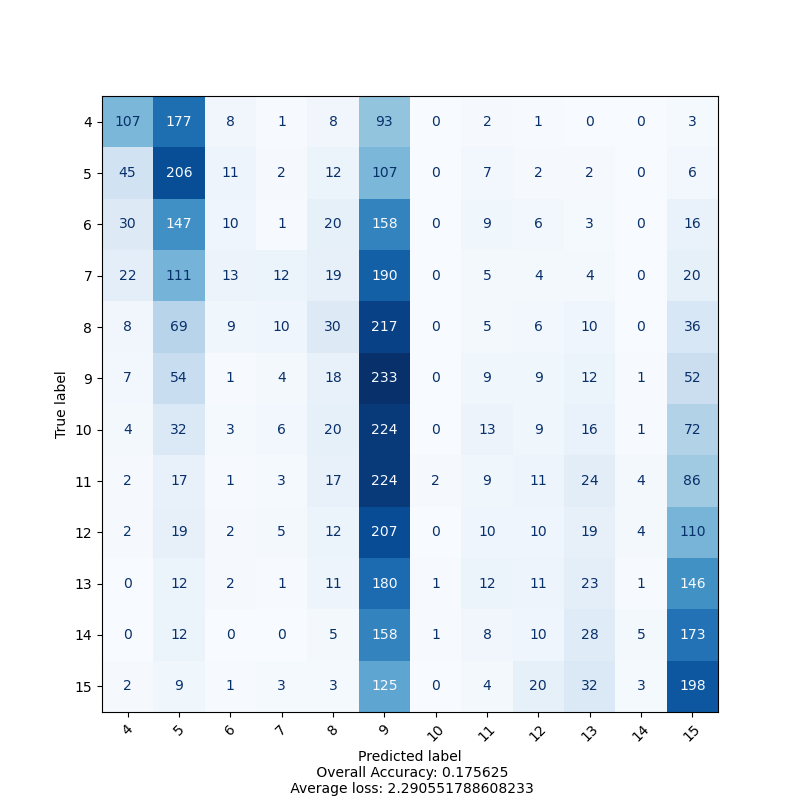 4 107 177 8 1 8 93 0 2 1 0 0 3
5 45 206 11 2 12 107 0 7 2 2 0 6
6 30 147 10 1 20 158 0 9 6 3 0 16
7 22 111 13 12 19 190 0 5 4 4 0 20
8 8 69 9 10 30 217 0 5 6 10 0 36
9 7 54 1 4 18 233 0 9 9 12 1 52
True label
10 4 32 3 6 20 224 0 13 9 16 1 72
11 2 17 1 3 17 224 2 9 11 24 4 86
12 2 19 2 5 12 207 0 10 10 19 4 110
13 0 12 2 1 11 180 1 12 11 23 1 146
14 0 12 0 0 5 158 1 8 10 28 5 173
15 2 9 1 3 3 125 0 4 20 32 3 198
4 5 6 7 8 9 10 11 12 13 14 15
Predicted label
Overall Accuracy: 0.175625
Average loss: 2.290551788608233